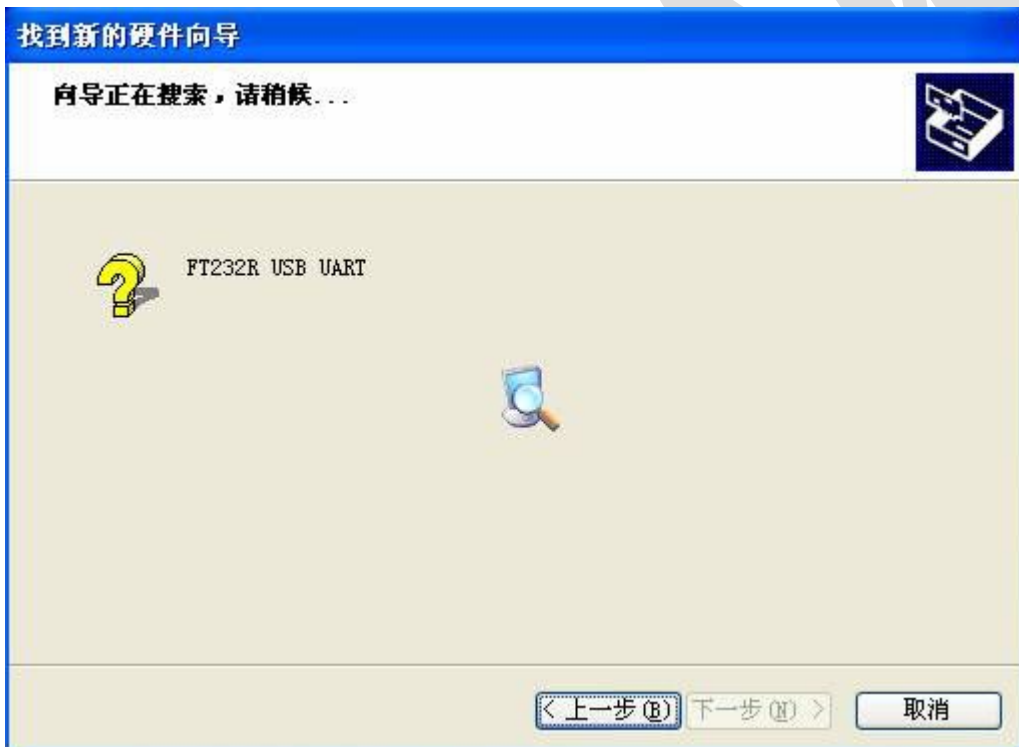 找到新的硬件向导
向导正在搜索，请稍候...
FT232R USB UART
< 上一步(B)
下一步(N) >
取消